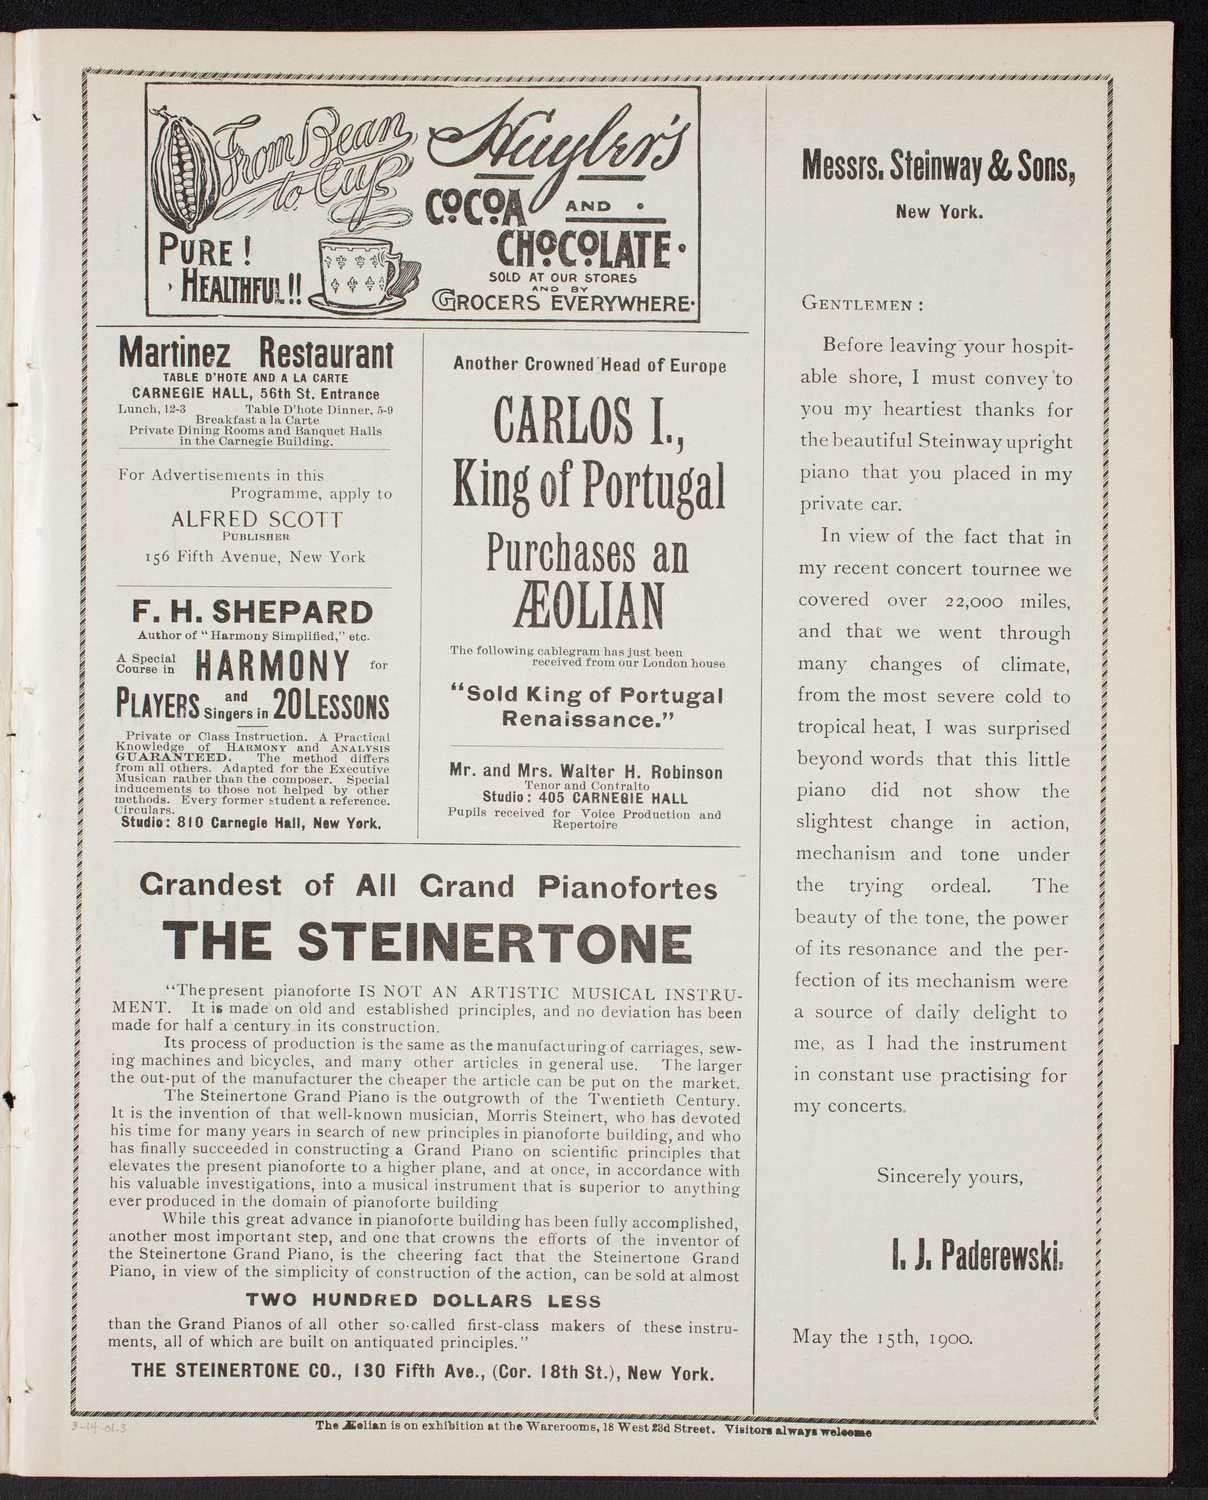 From Bean
to Cup
PURE!
HEALTHFUL!!
Huyler's
COCOA AND
CHOCOLATE
SOLD AT OUR STORES
AND BY
GROCERS EVERYWHERE.
Martinez Restaurant
TABLE D'HOTE AND A LA CARTE
CARNEGIE HALL, 56th St. Entrance
Lunch, 12-3 Table D'hote Dinner, 5-9
Breakfast a la Carte
Private Dining Rooms and Banquet Halls
in the Carnegie Building.
For Advertisements in this
Programme, apply to
ALFRED SCOTT
PUBLISHER
156 Fifth Avenue, New York
F. H. SHEPARD
Author of "Harmony Simplified," etc.
A Special
Course in HARMONY for
PLAYERS and
Singers in 20 LESSONS
Private or Class Instruction. A Practical
Knowledge of HARMONY and ANALYSIS
GUARANTEED. The method differs
from all others. Adapted for the Executive
Musican rather than the composer. Special
inducements to those not helped by other
methods. Every former student a reference.
Circulars.
Studio: 810 Carnegie Hall, New York.
Another Crowned Head of Europe
CARLOS I.,
King of Portugal
Purchases an
ÆOLIAN
The following cablegram has just been
received from our London house
"Sold King of Portugal
Renaissance."
Mr. and Mrs. Walter H. Robinson
Tenor and Contralto
Studio: 405 CARNEGIE HALL
Pupils received for Voice Production and
Repertoire
Grandest of All Grand Pianofortes
THE STEINERTONE
"The present pianoforte IS NOT AN ARTISTIC MUSICAL INSTRU-
MENT. It is made on old and established principles, and no deviation has been
made for half a century in its construction.
Its process of production is the same as the manufacturing of carriages, sew-
ing machines and bicycles, and many other articles in general use. The larger
the out-put of the manufacturer the cheaper the article can be put on the market.
The Steinertone Grand Piano is the outgrowth of the Twentieth Century.
It is the invention of that well-known musician, Morris Steinert, who has devoted
his time for many years in search of new principles in pianoforte building, and who
has finally succeeded in constructing a Grand Piano on scientific principles that
elevates the present pianoforte to a higher plane, and at once, in accordance with
his valuable investigations, into a musical instrument that is superior to anything
ever produced in the domain of pianoforte building
While this great advance in pianoforte building has been fully accomplished,
another most important step, and one that crowns the efforts of the inventor of
the Steinertone Grand Piano, is the cheering fact that the Steinertone Grand
Piano, in view of the simplicity of construction of the action, can be sold at almost
TWO HUNDRED DOLLARS LESS
than the Grand Pianos of all other so-called first-class makers of these instru-
ments, all of which are built on antiquated principles."
THE STEINERTONE CO., 130 Fifth Ave., (Cor. 18th St.), New York.
Messrs. Steinway & Sons,
New York.
GENTLEMEN:
Before leaving your hospit-
able shore, I must convey to
you my heartiest thanks for
the beautiful Steinway upright
piano that you placed in my
private car.
In view of the fact that in
my recent concert tournee we
covered over 22,000 miles,
and that we went through
many changes of climate,
from the most severe cold to
tropical heat, I was surprised
beyond words that this little
piano did not show the
slightest change in action,
mechanism and tone under
the trying ordeal. The
beauty of the tone, the power
of its resonance and the per-
fection of its mechanism were
a source of daily delight to
me, as I had the instrument
in constant use practising for
my concerts.
Sincerely yours,
I. J. Paderewski.
May the 15th, 1900.
3-14-01.3
The Æolian is on exhibition at the Warerooms, 18 West 23d Street. Visitors always welcome